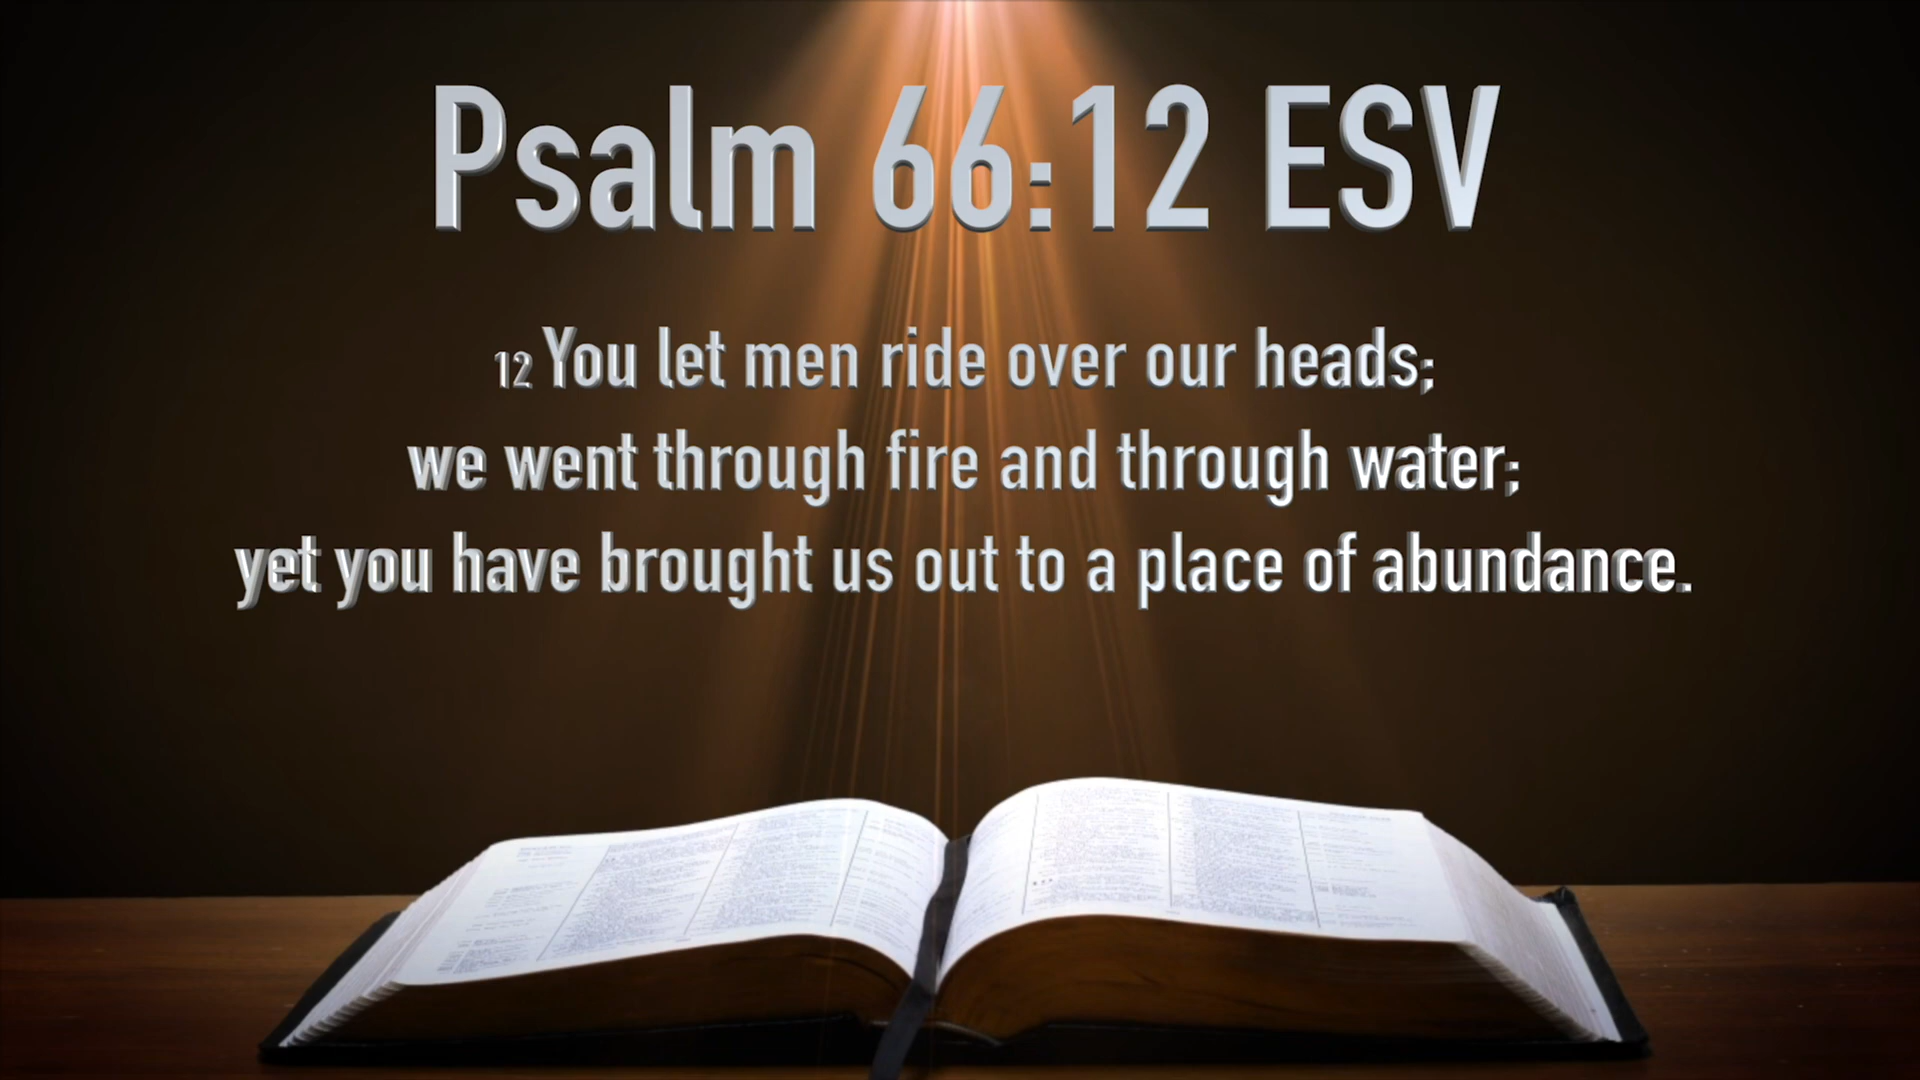 Psalm 66:12 ESV
12 You let men ride over our heads;
we went through fire and through water;
yet you have brought us out to a place of abundance.